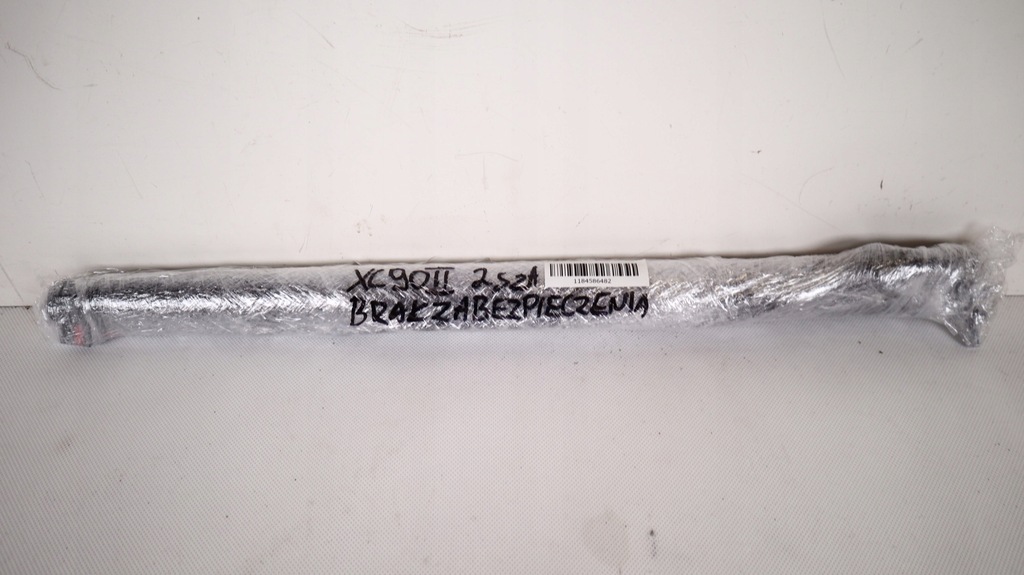 XC90II 2 SZA
BRAK ZABEZPIECZENIA
1184586482